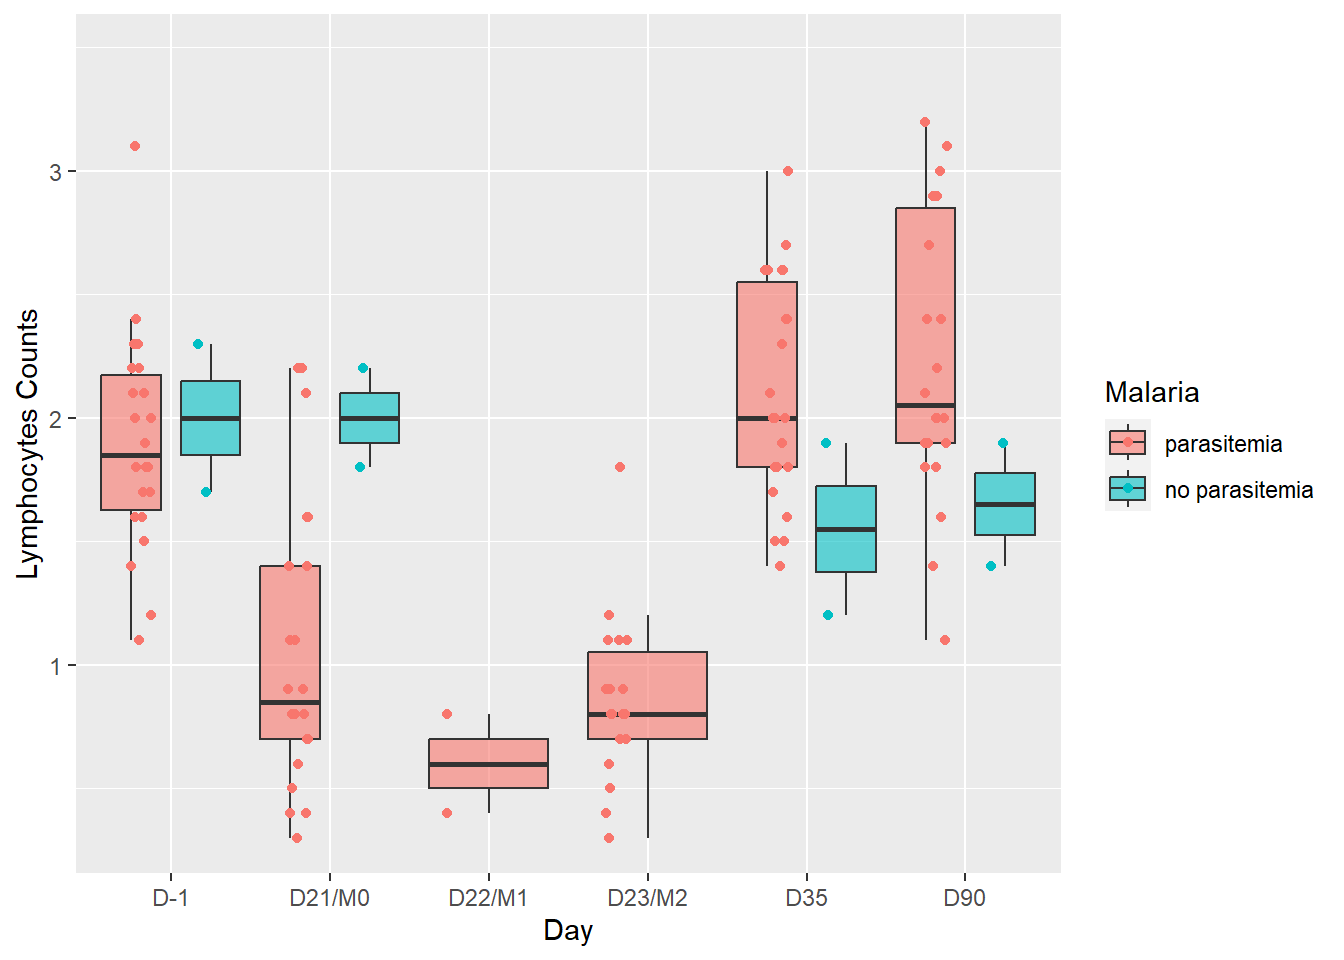 3
2
1
Lymphocytes Counts
D-1
D21/M0
D22/M1
D23/M2
D35
D90
Day
Malaria
parasitemia
no parasitemia